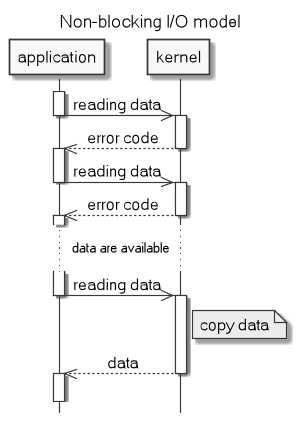 Non-blocking I/O model
application
kernel
reading data
error code
reading data
error code
data are available
reading data
copy data
data